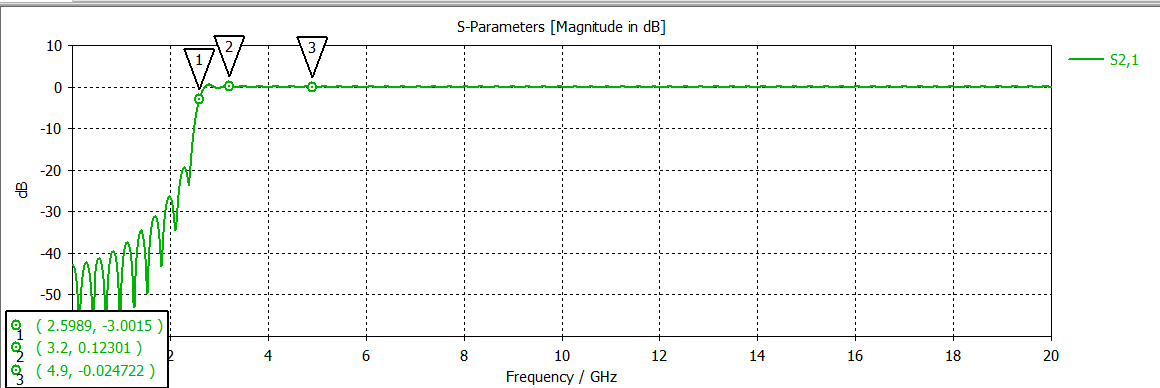 S-Parameters [Magnitude in dB]
1 2 3
S2,1
10
0
-10
-20
-30
-40
-50
dB
1 ( 2.5989, -3.0015 )
2 ( 3.2, 0.12301 )
3 ( 4.9, -0.024722 )
2 4 6 8 10 12 14 16 18 20
Frequency / GHz